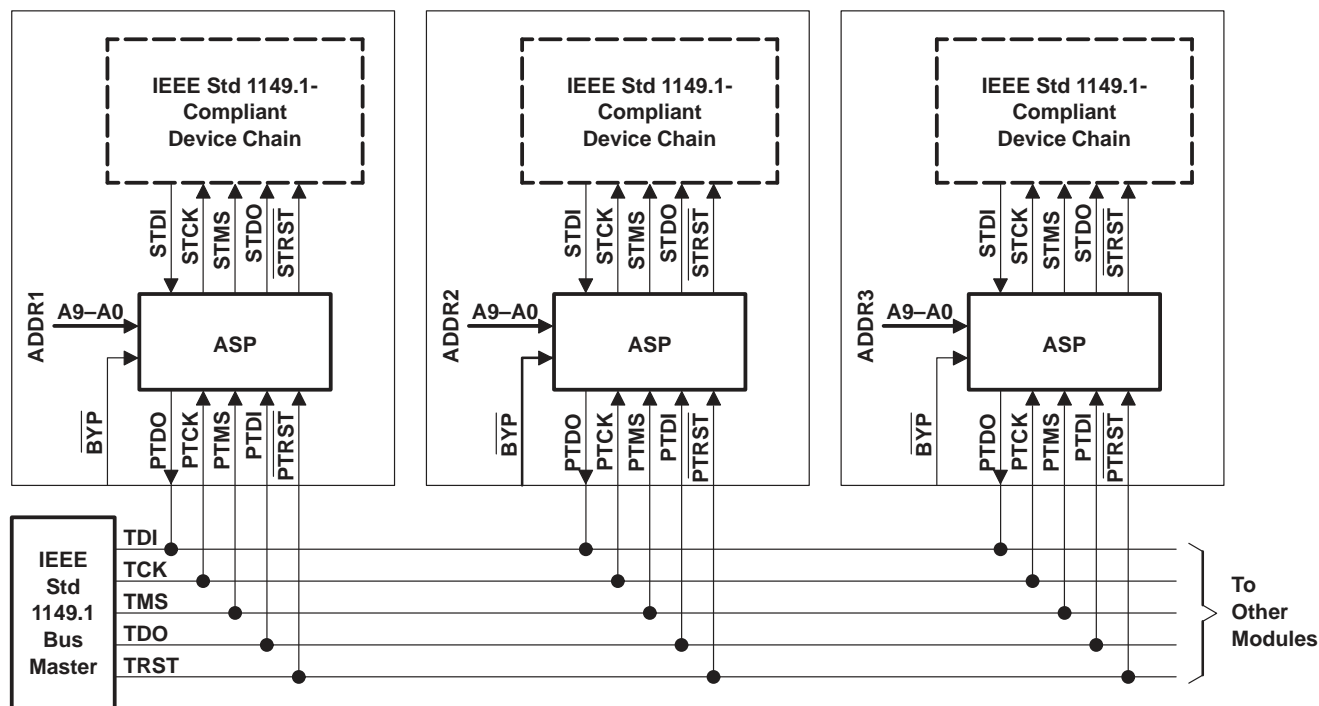 IEEE Std 1149.1-
Compliant
Device Chain
STDI
STCK
STMS
STDO
STRST
ADDR1
A9–A0
ASP
BYP
PTDO
PTCK
PTMS
PTDI
PTRST
IEEE Std 1149.1-
Compliant
Device Chain
STDI
STCK
STMS
STDO
STRST
ADDR2
A9–A0
ASP
BYP
PTDO
PTCK
PTMS
PTDI
PTRST
IEEE Std 1149.1-
Compliant
Device Chain
STDI
STCK
STMS
STDO
STRST
ADDR3
A9–A0
ASP
BYP
PTDO
PTCK
PTMS
PTDI
PTRST
IEEE
Std
1149.1
Bus
Master
TDI
TCK
TMS
TDO
TRST
To
Other
Modules